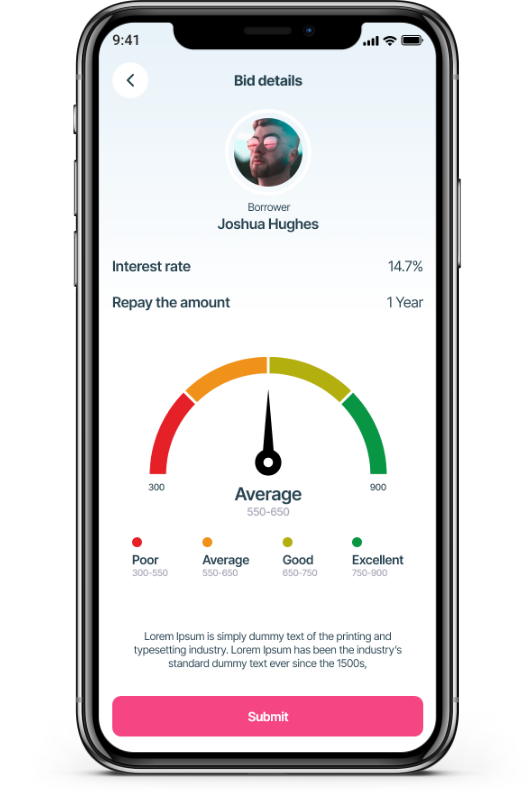 9:41
Bid details
Borrower
Joshua Hughes
Interest rate 14.7%
Repay the amount 1 Year
300 900
Average
550-650
Poor Average Good Excellent
300-550 550-650 650-750 750-900
Lorem Ipsum is simply dummy text of the printing and
typesetting industry. Lorem Ipsum has been the industry's
standard dummy text ever since the 1500s,
Submit